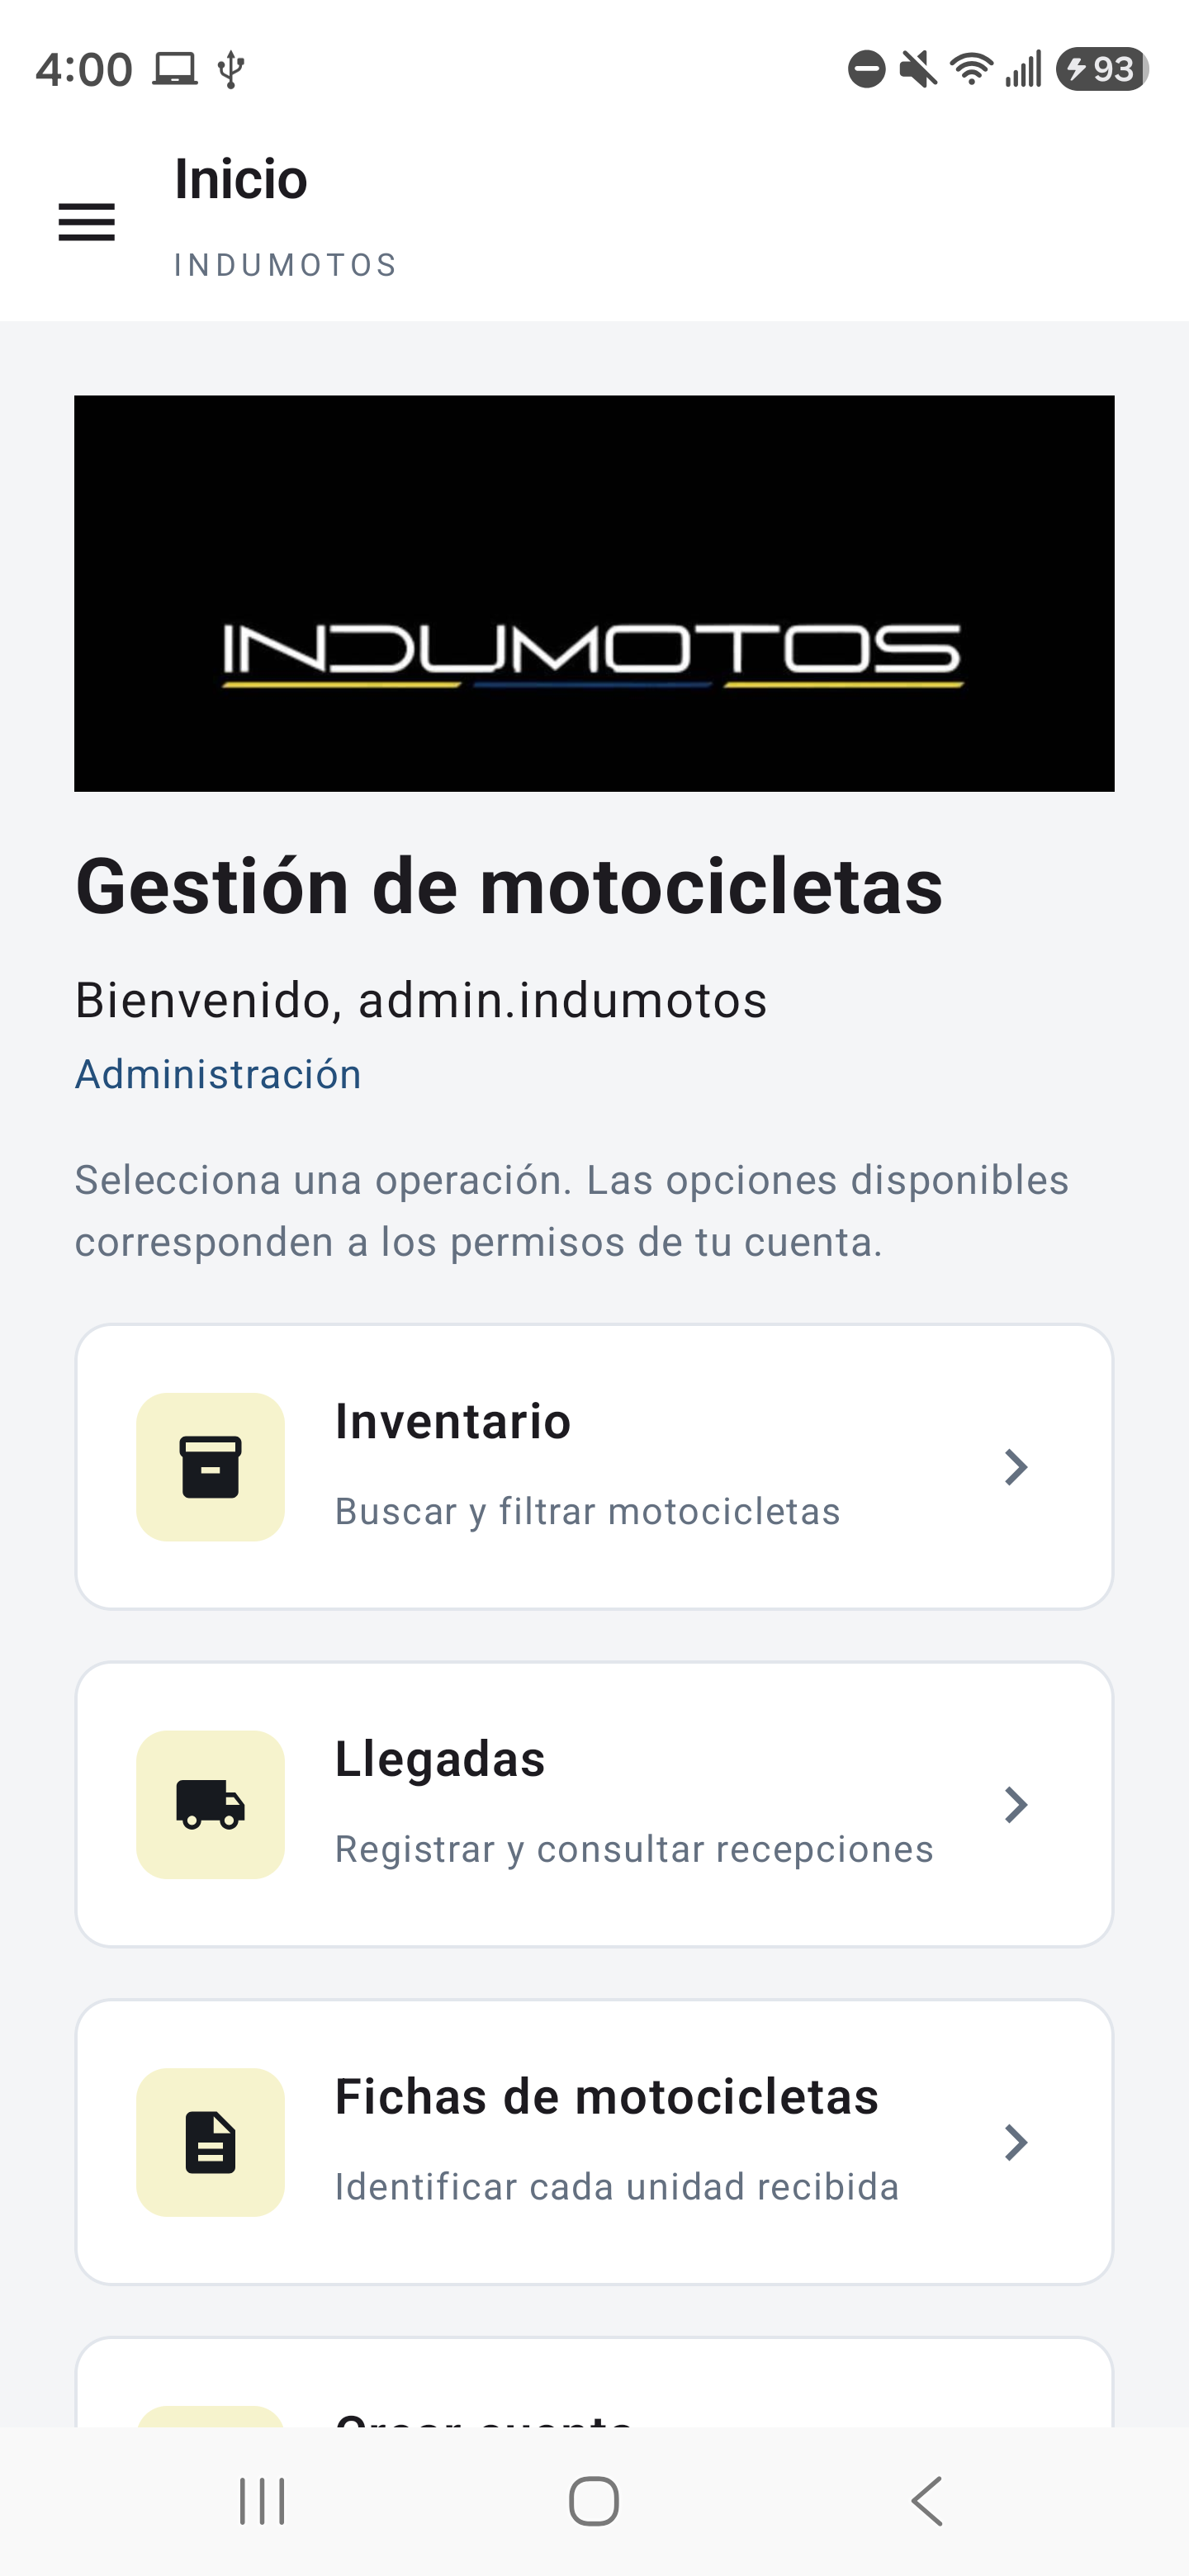 4:00
93
Inicio
INDUMOTOS
INDUMOTOS
Gestión de motocicletas
Bienvenido, admin.indumotos
Administración
Selecciona una operación. Las opciones disponibles
corresponden a los permisos de tu cuenta.
Inventario
Buscar y filtrar motocicletas
Llegadas
Registrar y consultar recepciones
Fichas de motocicletas
Identificar cada unidad recibida
Crear cuenta